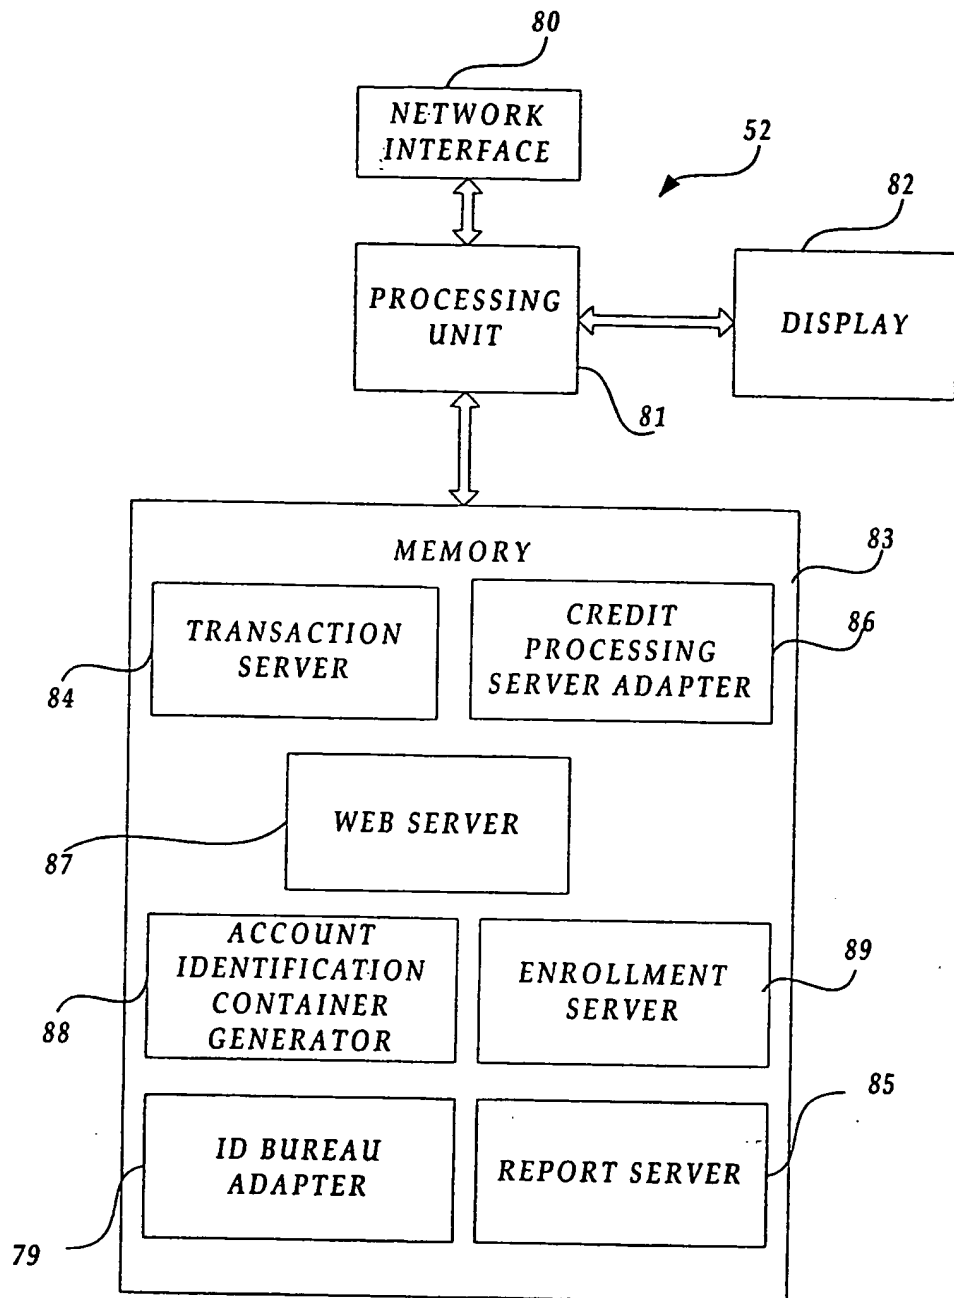 80
NETWORK
INTERFACE
52
82
PROCESSING
UNIT
DISPLAY
81
MEMORY
83
TRANSACTION
SERVER
84
CREDIT
PROCESSING
SERVER ADAPTER
86
WEB SERVER
87
ACCOUNT
IDENTIFICATION
CONTAINER
GENERATOR
88
ENROLLMENT
SERVER
89
85
ID BUREAU
ADAPTER
79
REPORT SERVER